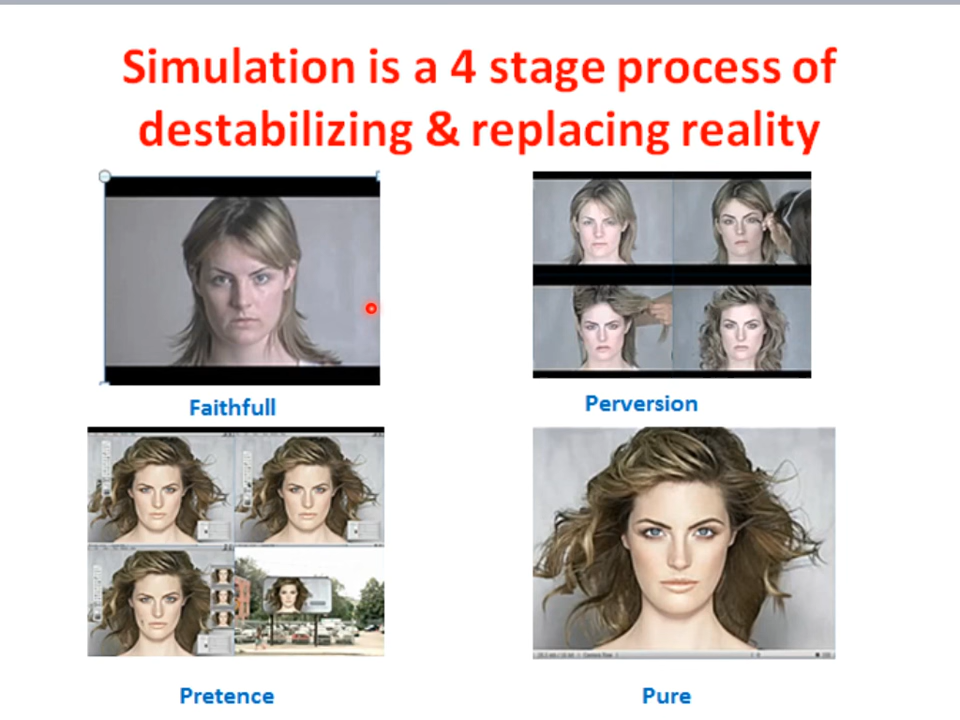 Simulation is a 4 stage process of
destabilizing & replacing reality
Faithfull
Perversion
Pretence
Pure